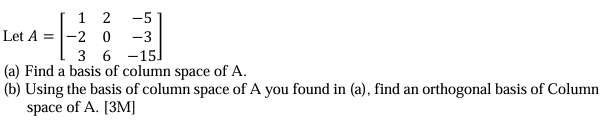 Let A = [1 2 −5
−2 0 −3
3 6 −15]
(a) Find a basis of column space of A.
(b) Using the basis of column space of A you found in (a), find an orthogonal basis of Column
space of A. [3M]